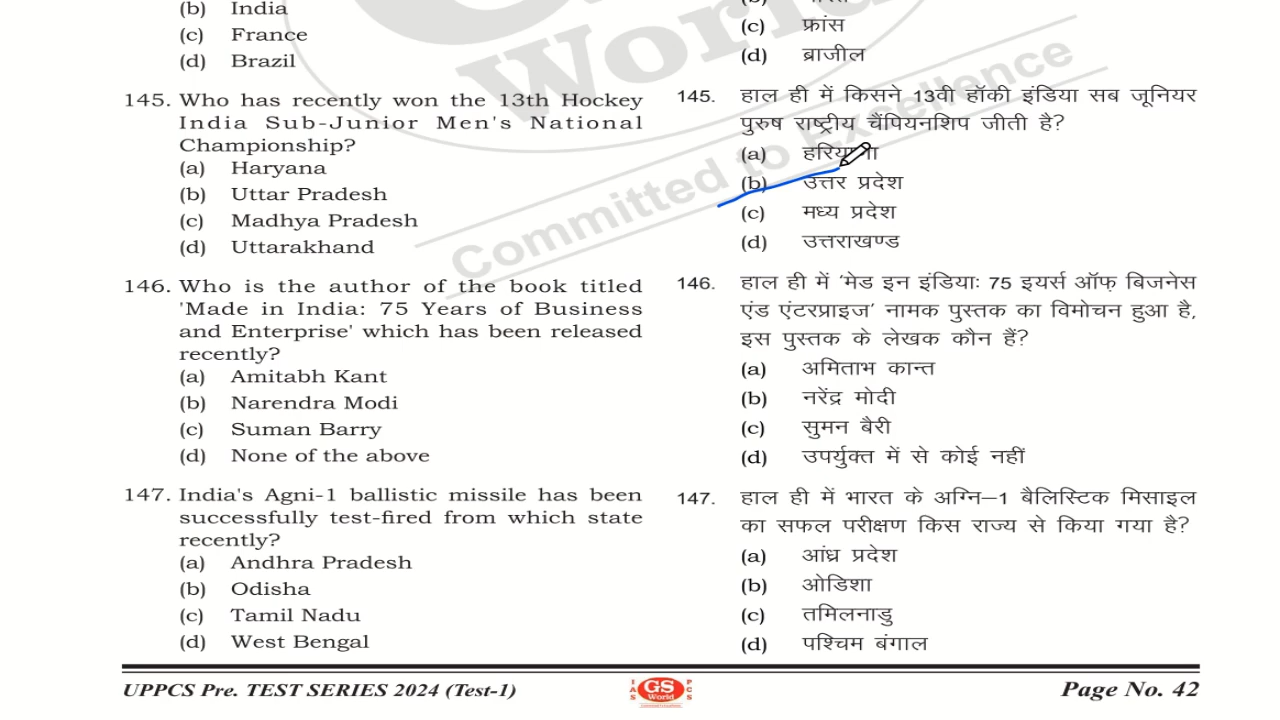 (b) India
(c) France
(d) Brazil
145. Who has recently won the 13th Hockey
India Sub-Junior Men's National
Championship?
(a) Haryana
(b) Uttar Pradesh
(c) Madhya Pradesh
(d) Uttarakhand
146. Who is the author of the book titled
'Made in India: 75 Years of Business
and Enterprise' which has been released
recently?
(a) Amitabh Kant
(b) Narendra Modi
(c) Suman Barry
(d) None of the above
147. India's Agni-1 ballistic missile has been
successfully test-fired from which state
recently?
(a) Andhra Pradesh
(b) Odisha
(c) Tamil Nadu
(d) West Bengal
(c) फ्रांस
(d) ब्राजील
145. हाल ही में किसने 13वी हॉकी इंडिया सब जूनियर
पुरुष राष्ट्रीय चैंपियनशिप जीती है?
(a) हरियाणा
(b) उत्तर प्रदेश
(c) मध्य प्रदेश
(d) उत्तराखण्ड
146. हाल ही में 'मेड इन इंडियाः 75 इयर्स ऑफ् बिजनेस
एंड एंटरप्राइज' नामक पुस्तक का विमोचन हुआ है,
इस पुस्तक के लेखक कौन हैं?
(a) अमिताभ कान्त
(b) नरेंद्र मोदी
(c) सुमन बैरी
(d) उपर्युक्त में से कोई नहीं
147. हाल ही में भारत के अग्नि–1 बैलिस्टिक मिसाइल
का सफल परीक्षण किस राज्य से किया गया है?
(a) आंध्र प्रदेश
(b) ओडिशा
(c) तमिलनाडु
(d) पश्चिम बंगाल
World
Committed to Excellence
UPPCS Pre. TEST SERIES 2024 (Test-1)
IAS GS World PCS
Page No. 42